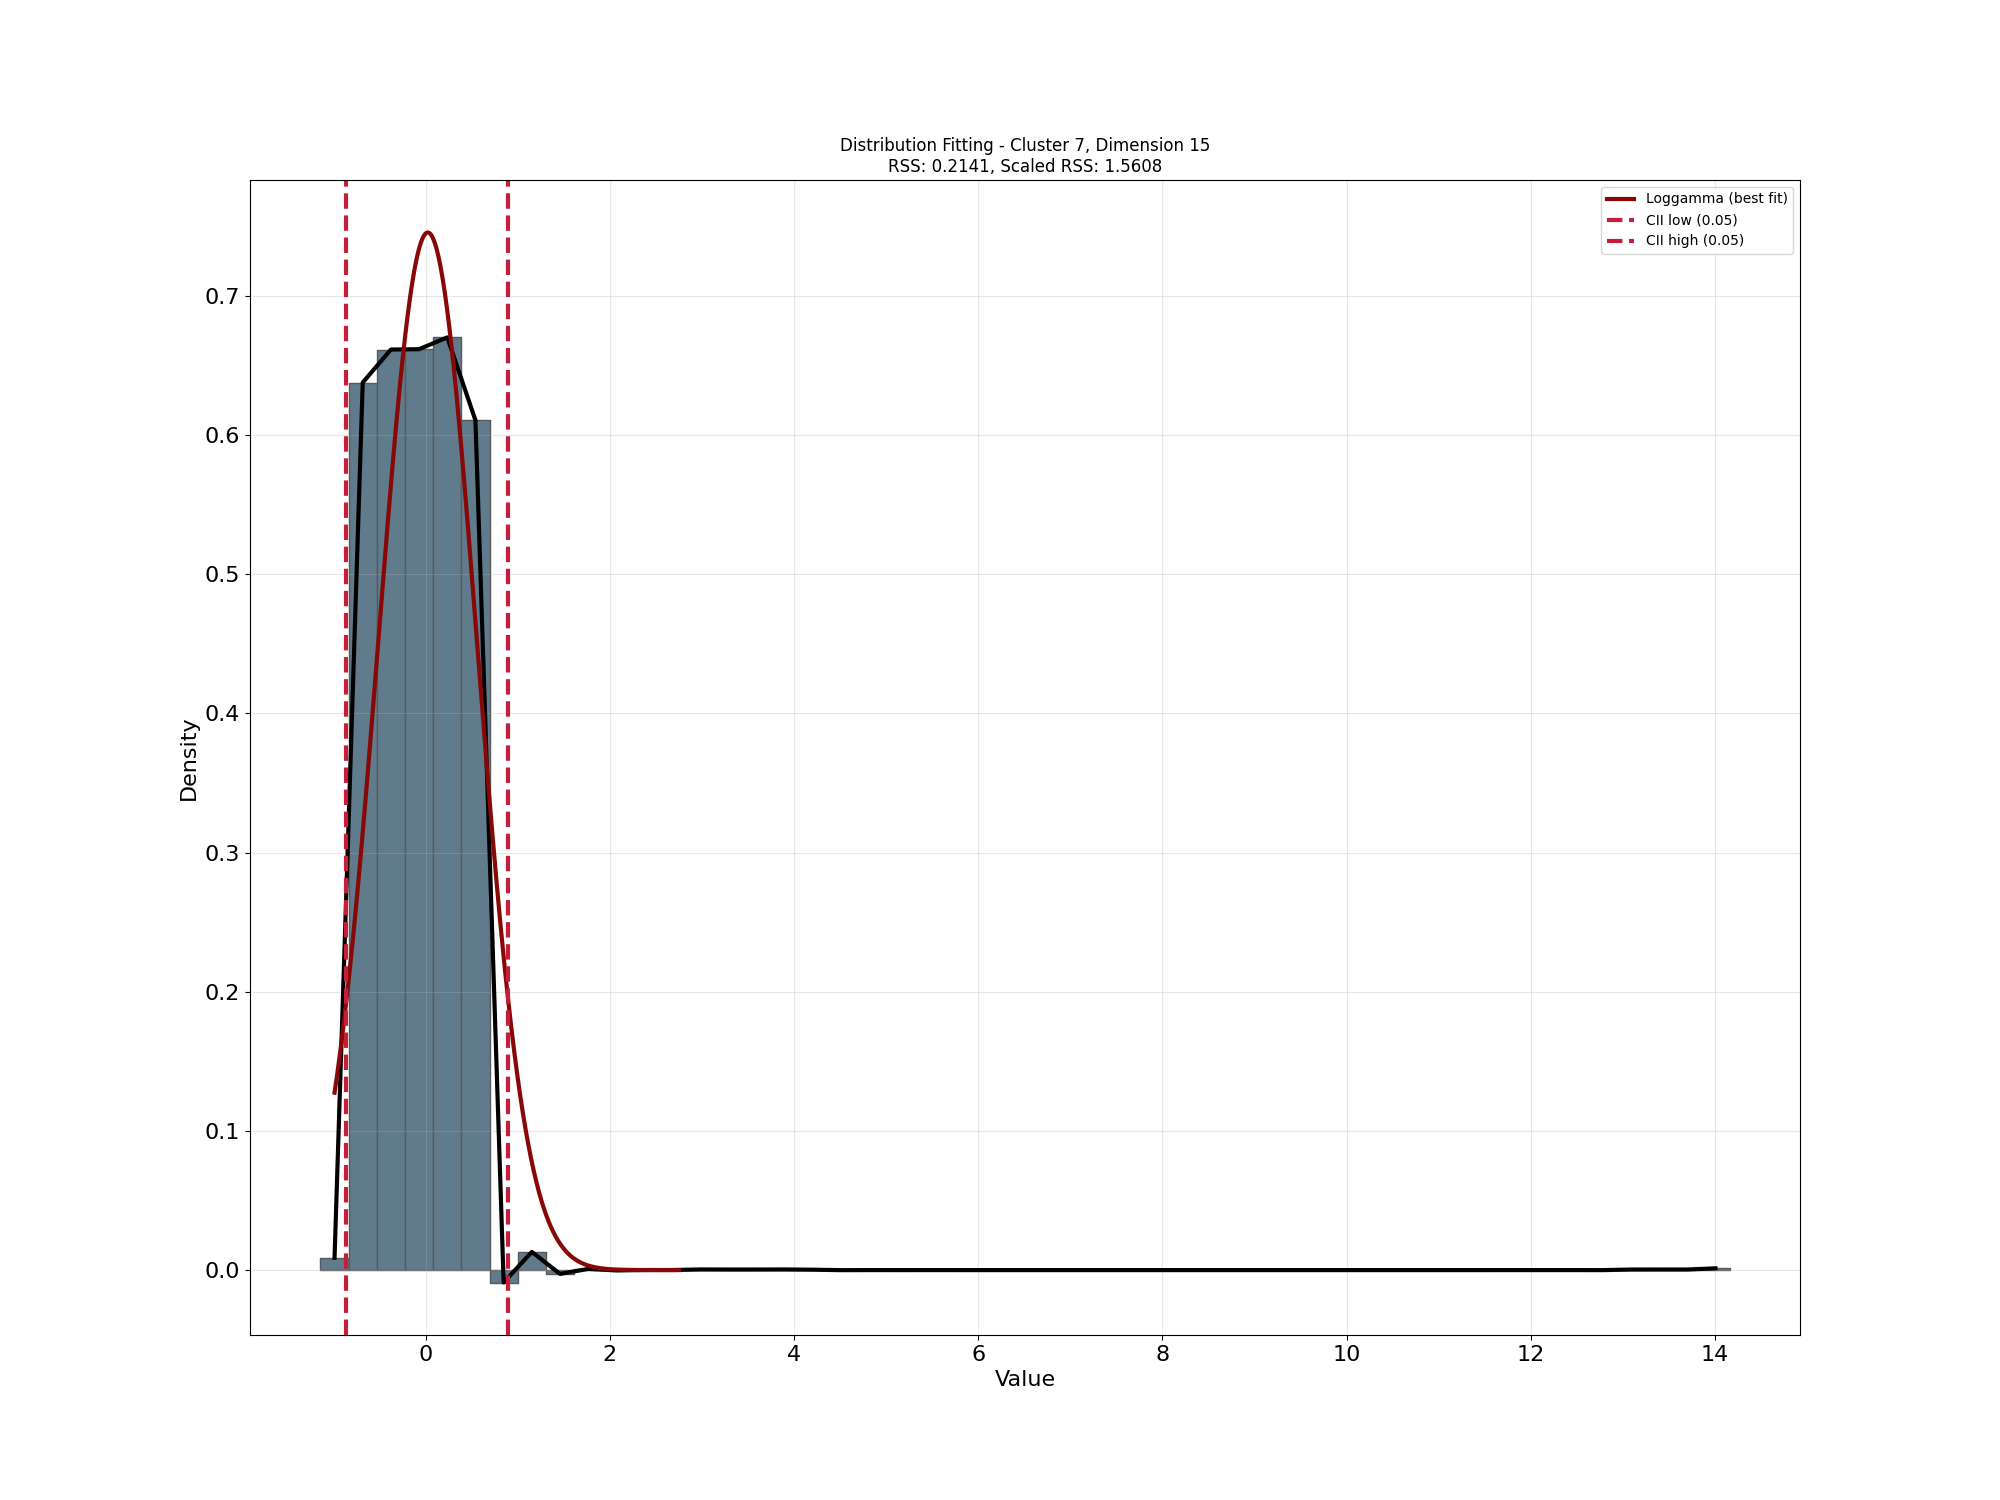 Distribution Fitting - Cluster 7, Dimension 15
RSS: 0.2141, Scaled RSS: 1.5608
Loggamma (best fit)
CII low (0.05)
CII high (0.05)
0.7
0.6
0.5
0.4
0.3
0.2
0.1
0.0
Density
0 2 4 6 8 10 12 14
Value